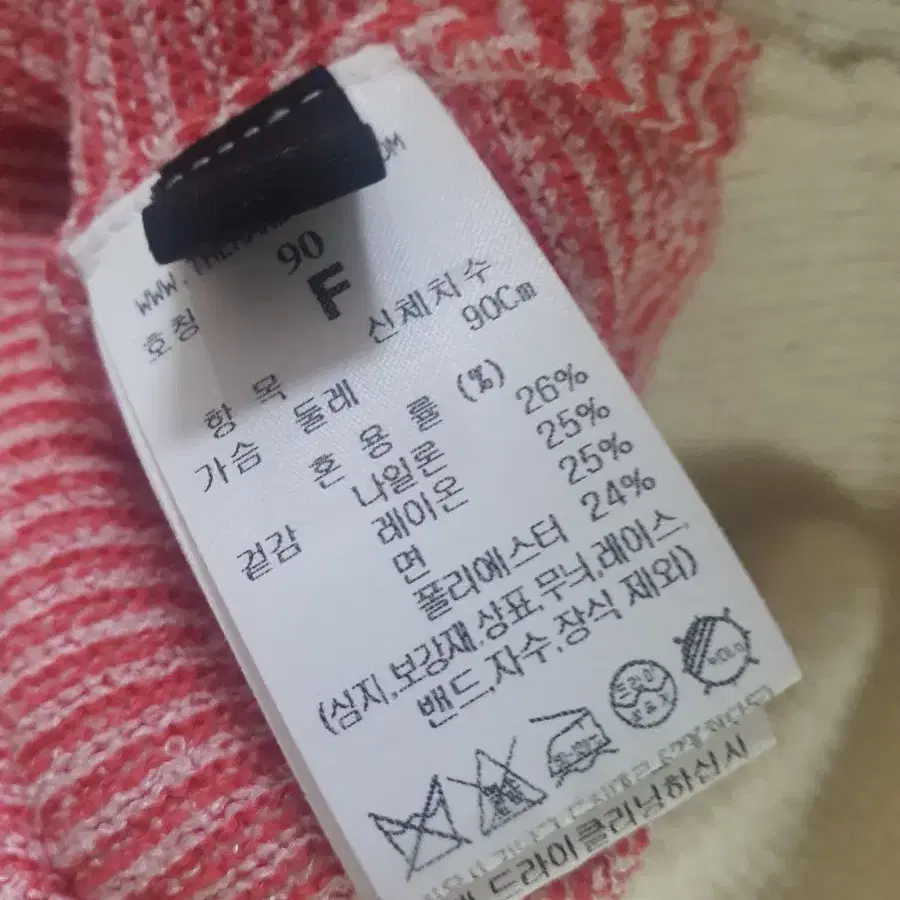 90
F
호칭
신체치수
항 목
90Cm
가슴 둘레
혼 용 률 (%)
겉감 나일론 26%
레이온 25%
면 25%
폴리에스터 24%
(심지,보강재,상표,무늬,레이스,
밴드,자수,장식 제외)
드라이
드라이클리닝하십시